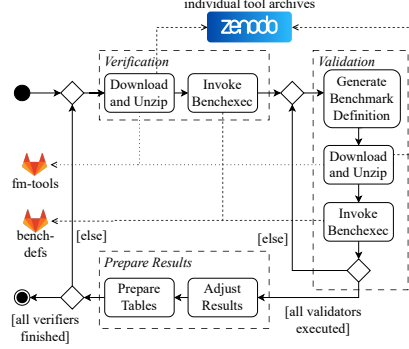 individual tool archives
zenodo
Verification
Download
and Unzip
Invoke
Benchexec
Validation
Generate
Benchmark
Definition
Download
and Unzip
Invoke
Benchexec
fm-tools
bench-
defs
[else]
[else]
Prepare Results
Prepare
Tables
Adjust
Results
[all verifiers
finished]
[all validators
executed]